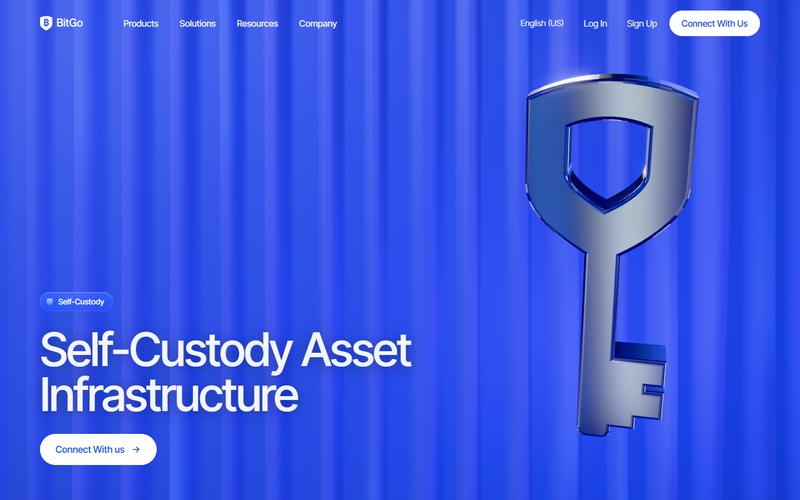 BitGo
Products
Solutions
Resources
Company
English (US)
Log In
Sign Up
Connect With Us
Self-Custody
Self-Custody Asset
Infrastructure
Connect With us →